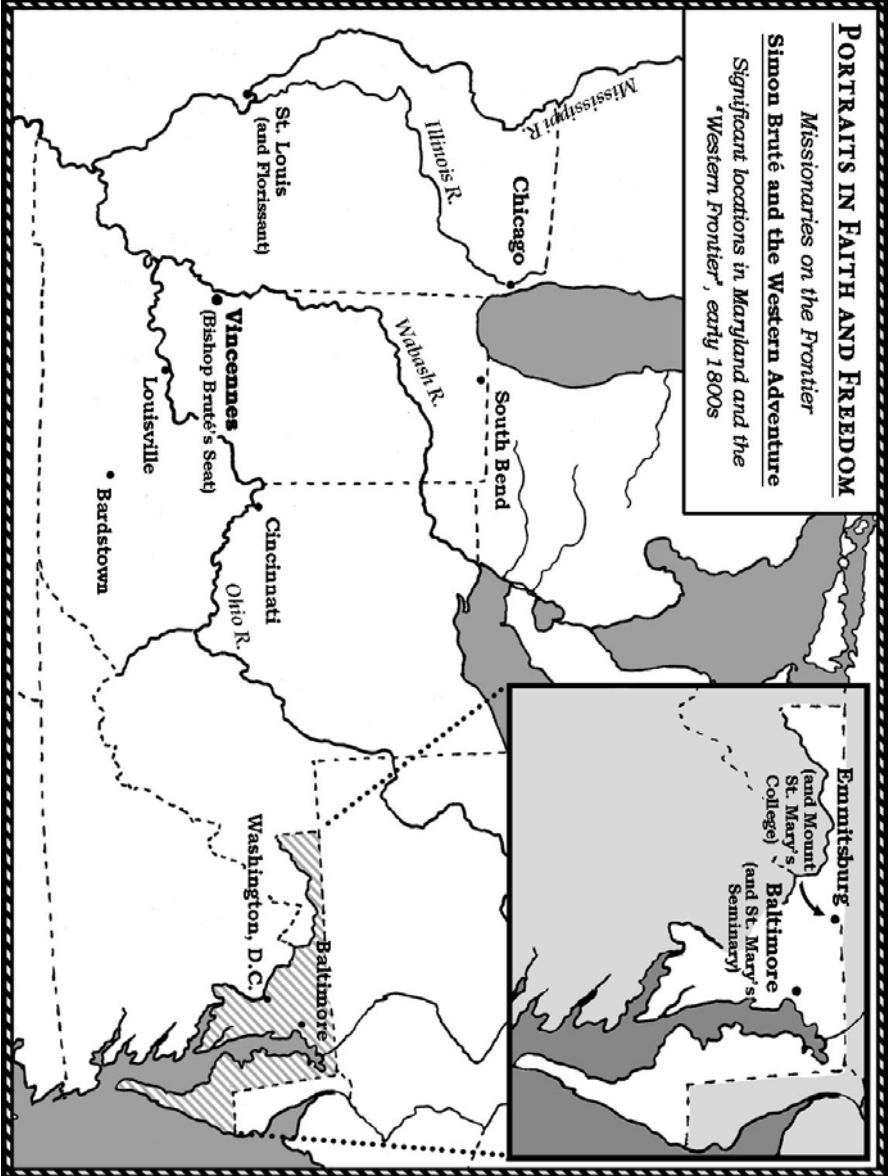 PORTRAITS IN FAITH AND FREEDOM
Missionaries on the Frontier
Simon Bruté and the Western Adventure
Significant locations in Maryland and the
"Western Frontier", early 1800s
Mississippi R.
Chicago
Illinois R.
St. Louis
(and Florissant)
South Bend
Wabash R.
Vincennes
(Bishop Bruté's Seat)
Louisville
Bardstown
Cincinnati
Ohio R.
Washington, D.C.
Baltimore
Emmitsburg
(and Mount
St. Mary's
College)
Baltimore
(and St. Mary's
Seminary)